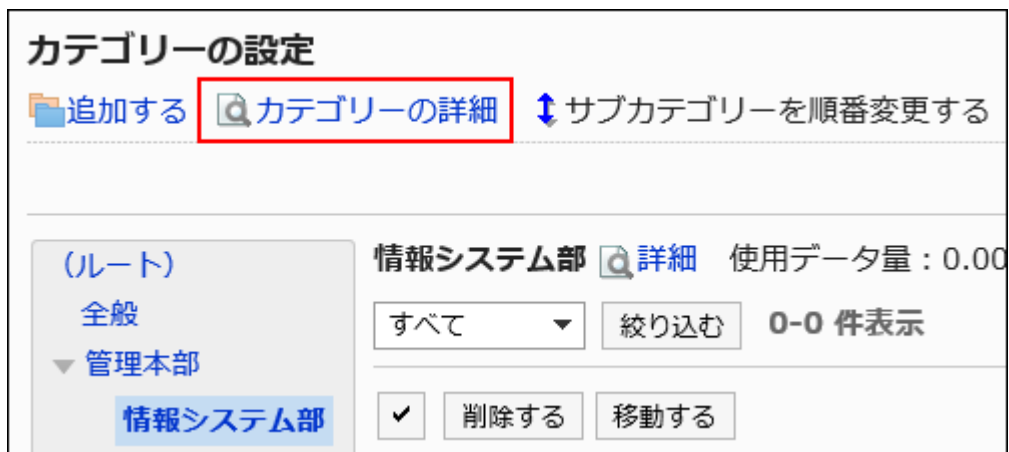 カテゴリーの設定
追加する カテゴリーの詳細 サブカテゴリーを順番変更する
(ルート)
全般
管理本部
情報システム部
情報システム部 詳細 使用データ量 : 0.00
すべて 絞り込む 0-0 件表示
削除する 移動する